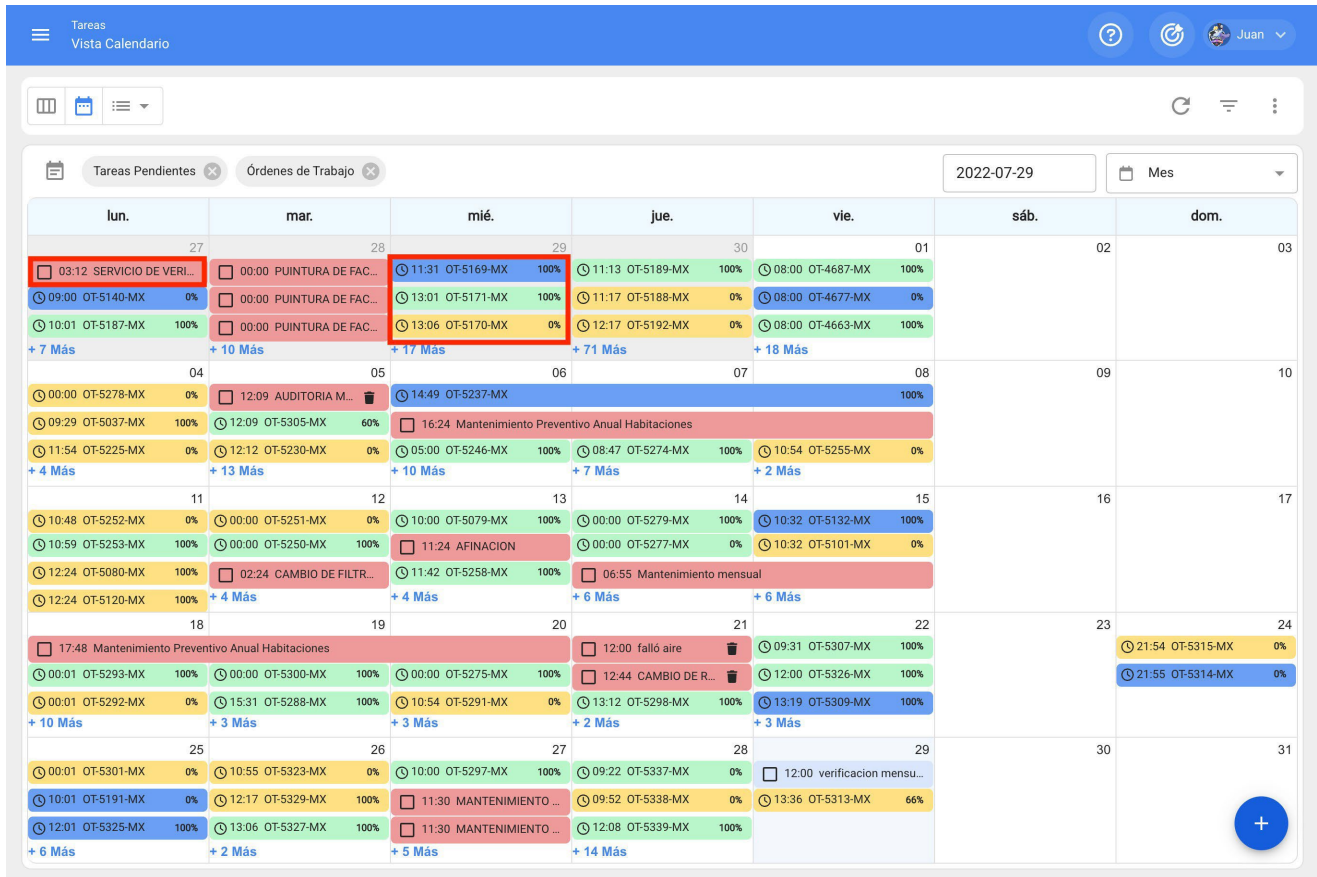 Tareas
Vista Calendario
Juan
Tareas Pendientes Órdenes de Trabajo 2022-07-29 Mes
lun. mar. mié. jue. vie. sáb. dom.
27 28 29 30 01 02 03
03:12 SERVICIO DE VERI... 00:00 PUINTURA DE FAC... 11:31 OT-5169-MX 100% 11:13 OT-5189-MX 100% 08:00 OT-4687-MX 100%
09:00 OT-5140-MX 0% 00:00 PUINTURA DE FAC... 13:01 OT-5171-MX 100% 11:17 OT-5188-MX 0% 08:00 OT-4677-MX 0%
10:01 OT-5187-MX 100% 00:00 PUINTURA DE FAC... 13:06 OT-5170-MX 0% 12:17 OT-5192-MX 0% 08:00 OT-4663-MX 100%
+ 7 Más + 10 Más + 17 Más + 71 Más + 18 Más
04 05 06 07 08 09 10
00:00 OT-5278-MX 0% 12:09 AUDITORIA M... 14:49 OT-5237-MX 100%
09:29 OT-5037-MX 100% 12:09 OT-5305-MX 60% 16:24 Mantenimiento Preventivo Anual Habitaciones
11:54 OT-5225-MX 0% 12:12 OT-5230-MX 0% 05:00 OT-5246-MX 100% 08:47 OT-5274-MX 100% 10:54 OT-5255-MX 0%
+ 4 Más + 13 Más + 10 Más + 7 Más + 2 Más
11 12 13 14 15 16 17
10:48 OT-5252-MX 0% 00:00 OT-5251-MX 0% 10:00 OT-5079-MX 100% 00:00 OT-5279-MX 100% 10:32 OT-5132-MX 100%
10:59 OT-5253-MX 100% 00:00 OT-5250-MX 100% 11:24 AFINACION 00:00 OT-5277-MX 0% 10:32 OT-5101-MX 0%
12:24 OT-5080-MX 100% 02:24 CAMBIO DE FILTR... 11:42 OT-5258-MX 100% 06:55 Mantenimiento mensual
12:24 OT-5120-MX 100% + 4 Más + 4 Más + 6 Más + 6 Más
18 19 20 21 22 23 24
17:48 Mantenimiento Preventivo Anual Habitaciones 12:00 falló aire 09:31 OT-5307-MX 100% 21:54 OT-5315-MX 0%
00:01 OT-5293-MX 100% 00:00 OT-5300-MX 100% 00:00 OT-5275-MX 100% 12:44 CAMBIO DE R... 12:00 OT-5326-MX 100% 21:55 OT-5314-MX 0%
00:01 OT-5292-MX 0% 15:31 OT-5288-MX 100% 10:54 OT-5291-MX 0% 13:12 OT-5298-MX 100% 13:19 OT-5309-MX 100%
+ 10 Más + 3 Más + 3 Más + 2 Más + 3 Más
25 26 27 28 29 30 31
00:01 OT-5301-MX 0% 10:55 OT-5323-MX 0% 10:00 OT-5297-MX 100% 09:22 OT-5337-MX 0% 12:00 verificacion mensu...
10:01 OT-5191-MX 0% 12:17 OT-5329-MX 100% 11:30 MANTENIMIENTO ... 09:52 OT-5338-MX 0% 13:36 OT-5313-MX 66%
12:01 OT-5325-MX 100% 13:06 OT-5327-MX 100% 11:30 MANTENIMIENTO ... 12:08 OT-5339-MX 100%
+ 6 Más + 2 Más + 5 Más + 14 Más